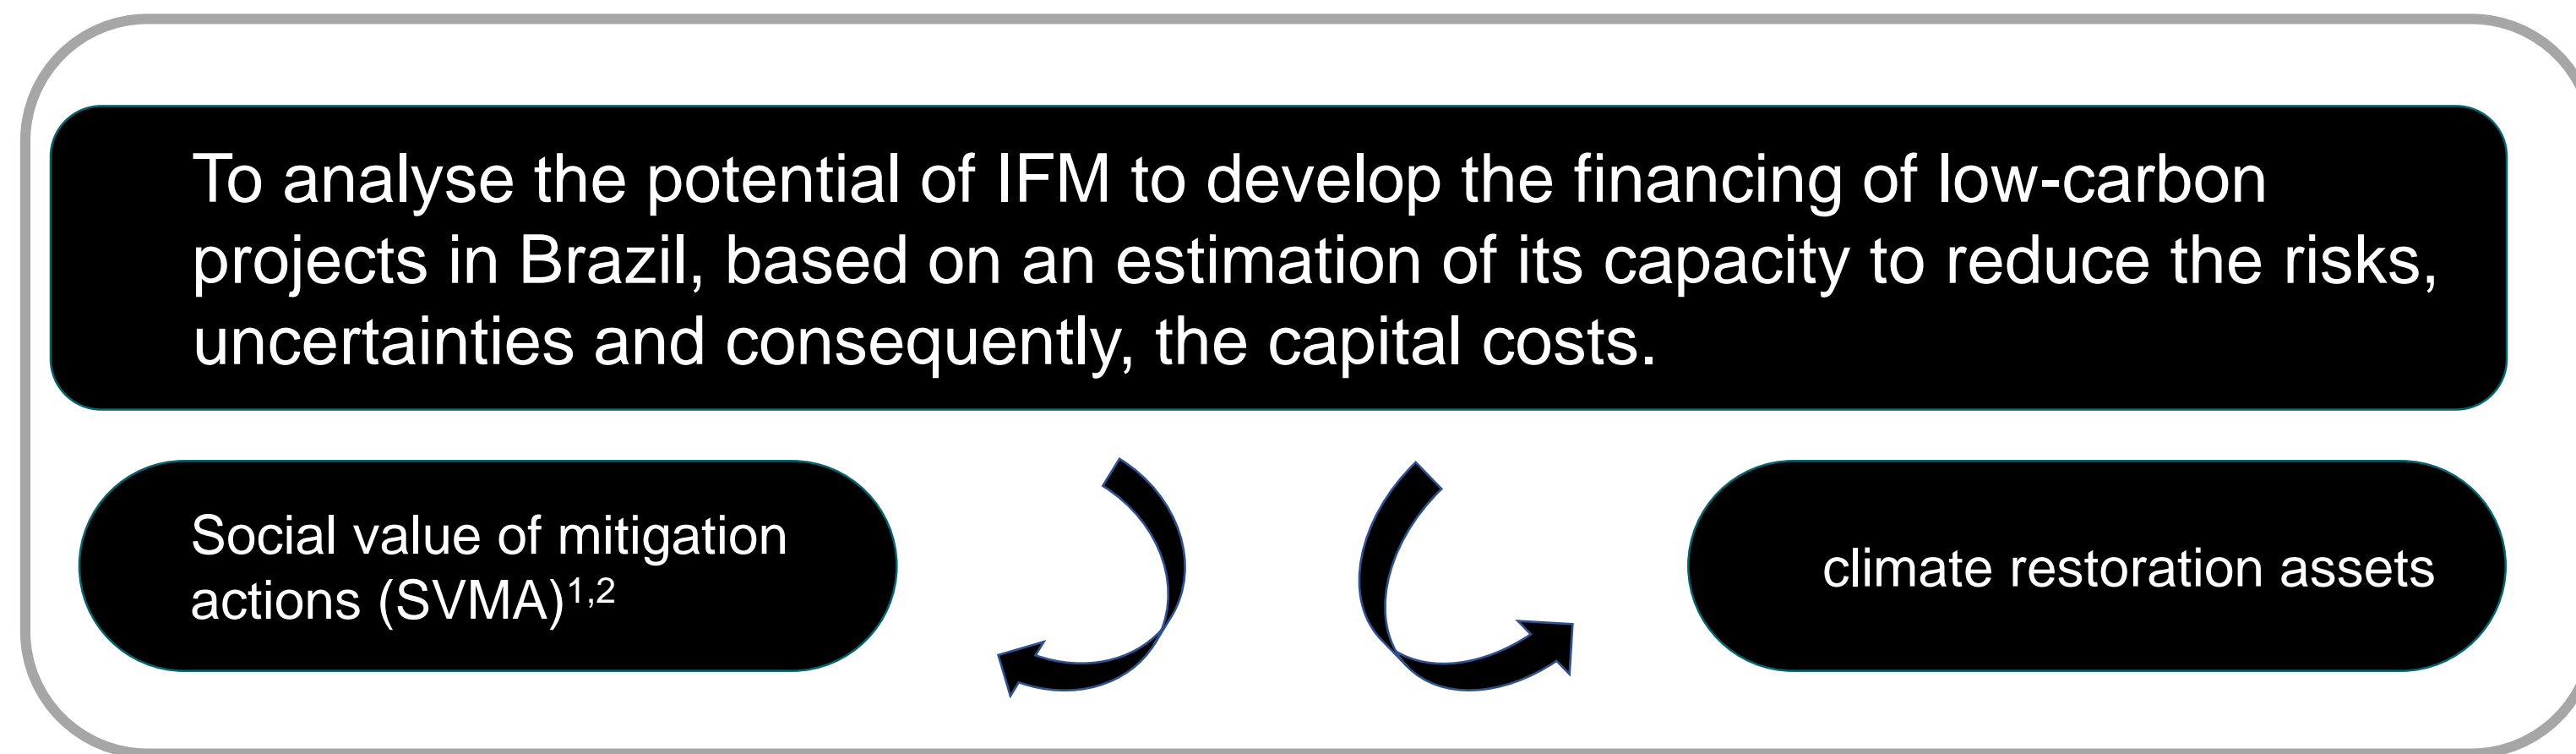 To analyse the potential of IFM to develop the financing of low-carbon
projects in Brazil, based on an estimation of its capacity to reduce the risks,
uncertainties and consequently, the capital costs.
Social value of mitigation
actions (SVMA)1,2
climate restoration assets